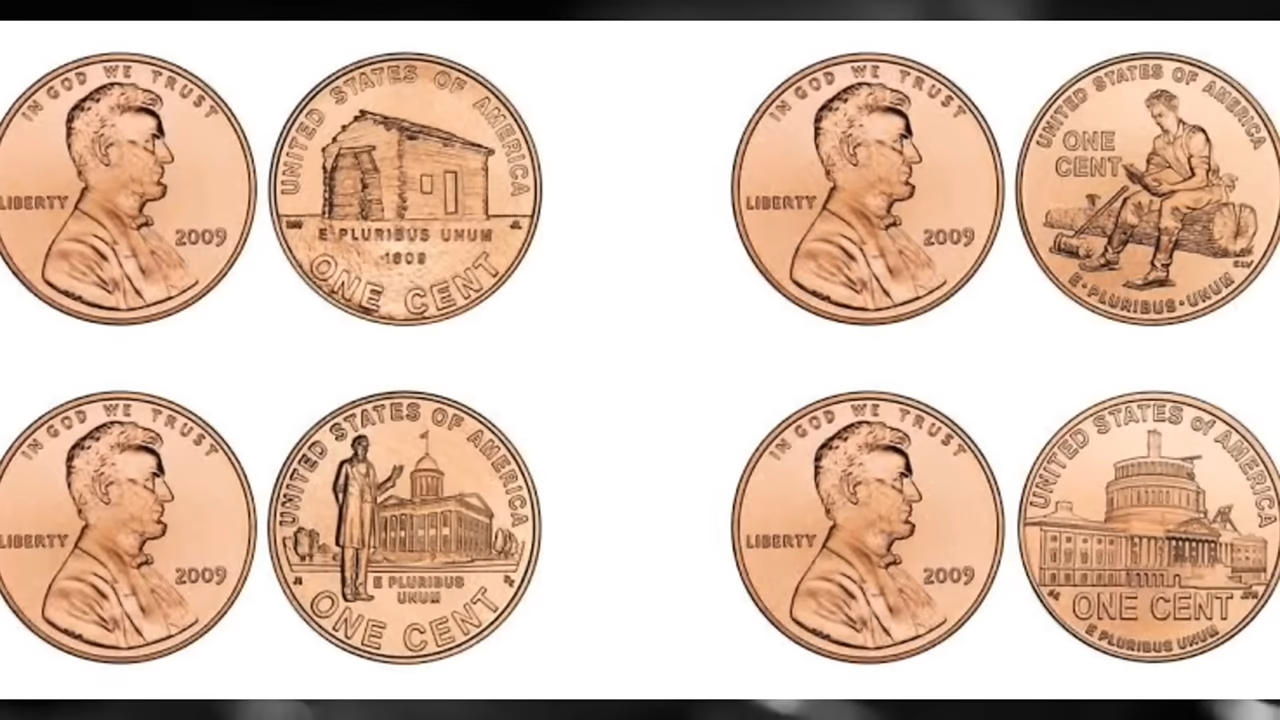 IN GOD WE TRUST
LIBERTY
2009
UNITED STATES OF AMERICA
E PLURIBUS UNUM
1809
ONE CENT
IN GOD WE TRUST
LIBERTY
2009
UNITED STATES OF AMERICA
ONE
CENT
E·PLURIBUS·UNUM
IN GOD WE TRUST
LIBERTY
2009
UNITED STATES OF AMERICA
E PLURIBUS
UNUM
ONE CENT
IN GOD WE TRUST
LIBERTY
2009
UNITED STATES of AMERICA
ONE CENT
E PLURIBUS UNUM